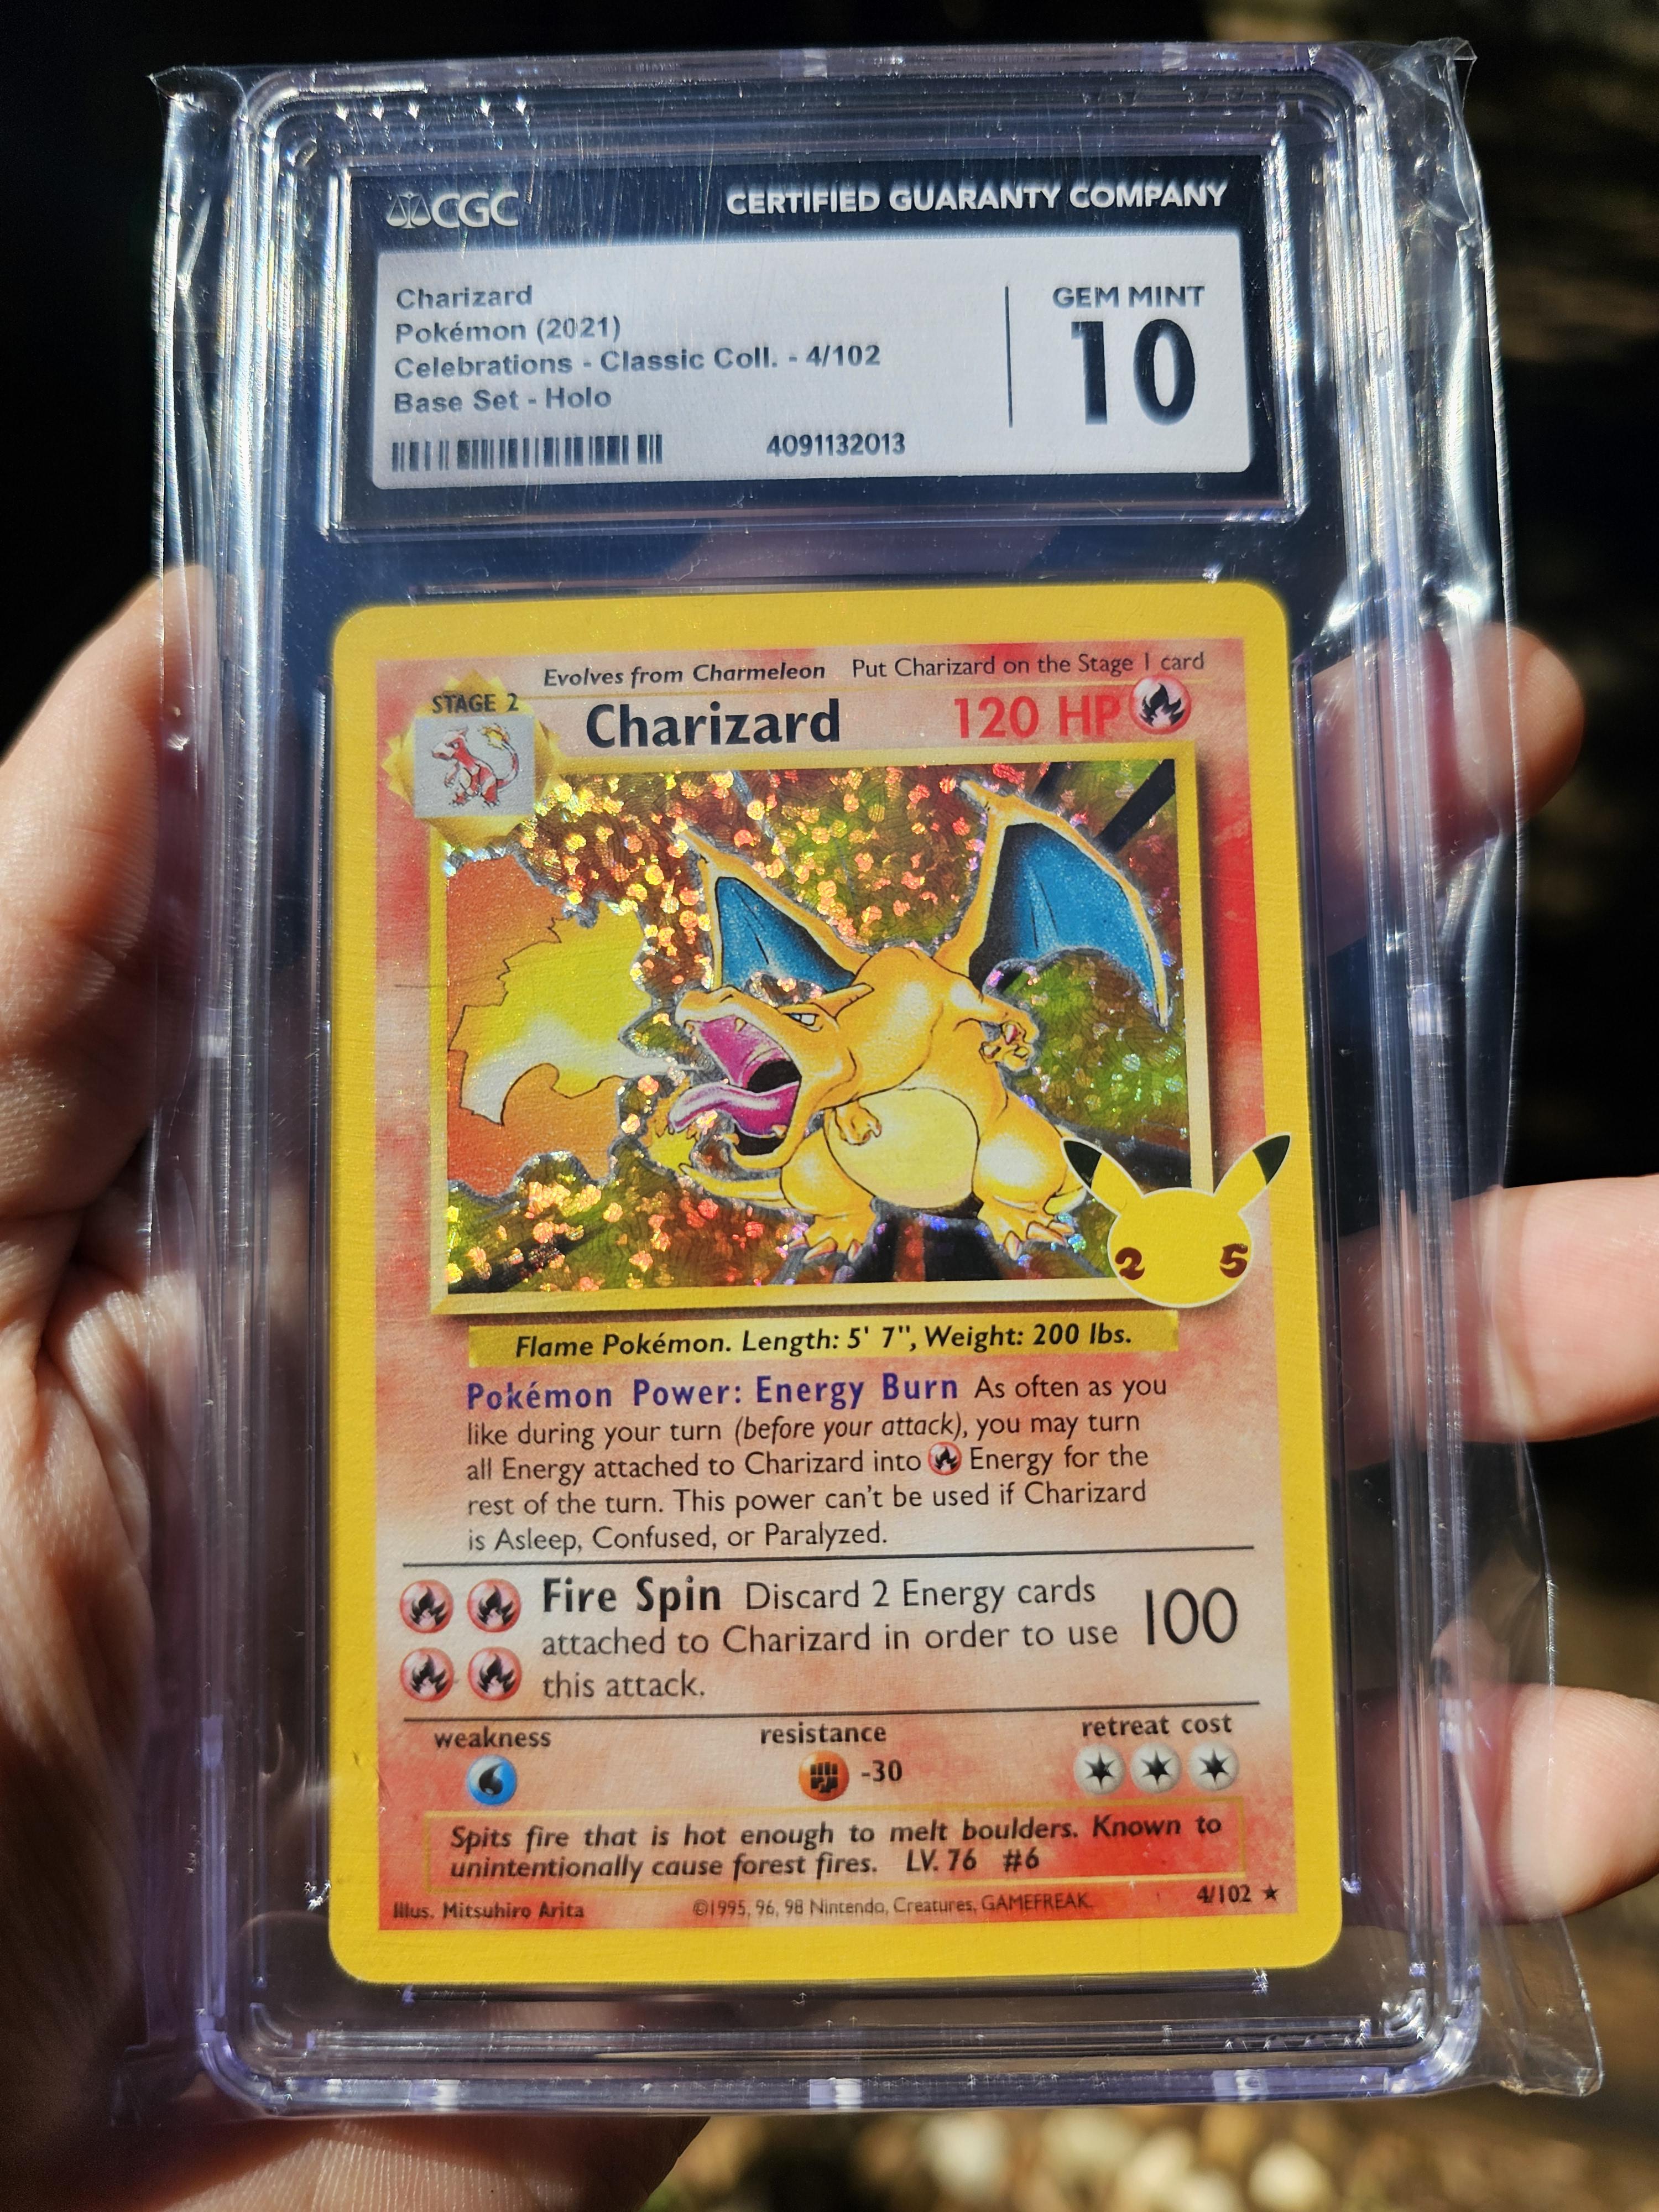 CGC CERTIFIED GUARANTY COMPANY
Charizard
Pokémon (2021)
Celebrations - Classic Coll. - 4/102
Base Set - Holo
4091132013
GEM MINT
10
Evolves from Charmeleon Put Charizard on the Stage 1 card
STAGE 2
Charizard 120 HP
25
Flame Pokémon. Length: 5' 7", Weight: 200 lbs.
Pokémon Power: Energy Burn As often as you
like during your turn (before your attack), you may turn
all Energy attached to Charizard into Energy for the
rest of the turn. This power can't be used if Charizard
is Asleep, Confused, or Paralyzed.
Fire Spin Discard 2 Energy cards
attached to Charizard in order to use
this attack.
100
weakness resistance retreat cost
-30
Spits fire that is hot enough to melt boulders. Known to
unintentionally cause forest fires. LV. 76 #6
Illus. Mitsuhiro Arita ©1995, 96, 98 Nintendo, Creatures, GAMEFREAK. 4/102 ★